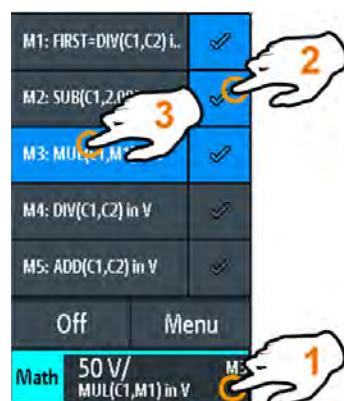 M1: FIRST=DIV(C1,C2) i..
2
M2: SUB(C1,2.00
3
M3: MUL(C1,M1
M4: DIV(C1,C2) in V
M5: ADD(C1,C2) in V
Off Menu
Math 50 V/ M3
MUL(C1,M1) in V
1